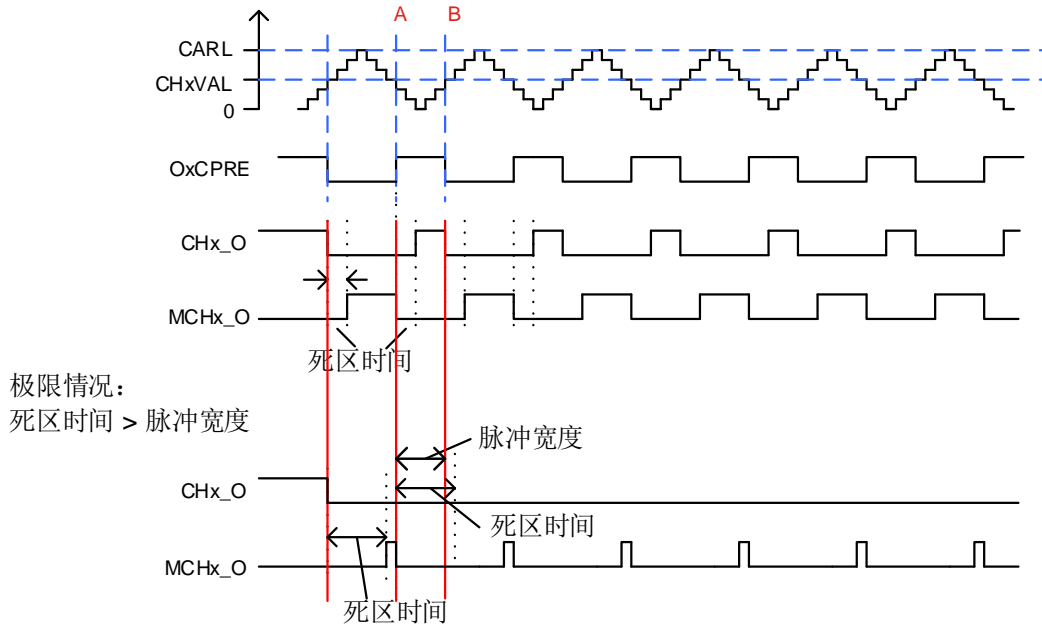 A B
CARL
CHxVAL
0
OxCPRE
CHx_O
MCHx_O
死区时间
极限情况：
死区时间 > 脉冲宽度
脉冲宽度
CHx_O
死区时间
MCHx_O
死区时间